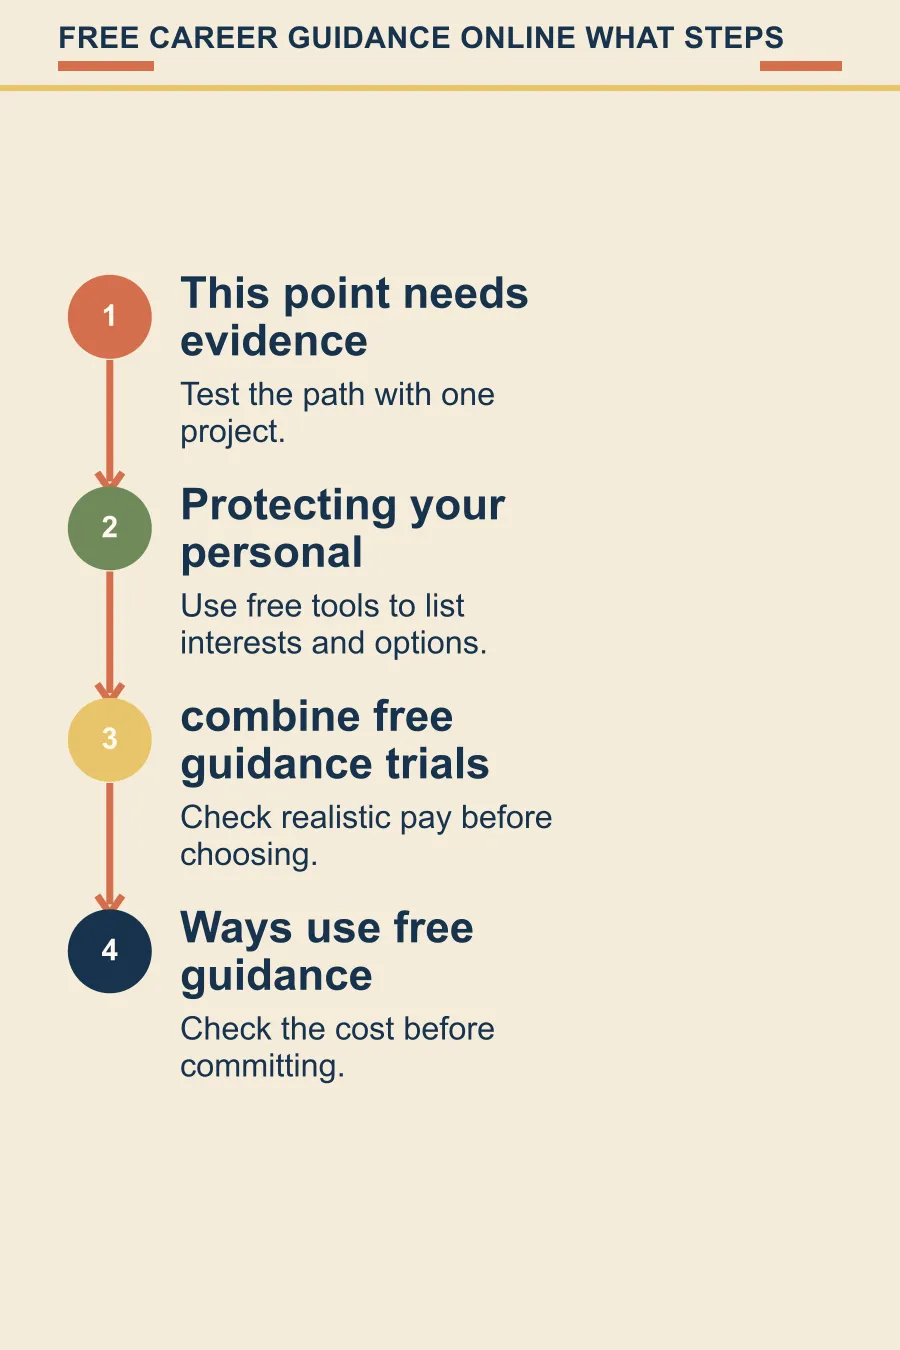 FREE CAREER GUIDANCE ONLINE WHAT STEPS
1
This point needs
evidence
Test the path with one
project.
2
Protecting your
personal
Use free tools to list
interests and options.
3
combine free
guidance trials
Check realistic pay before
choosing.
4
Ways use free
guidance
Check the cost before
committing.